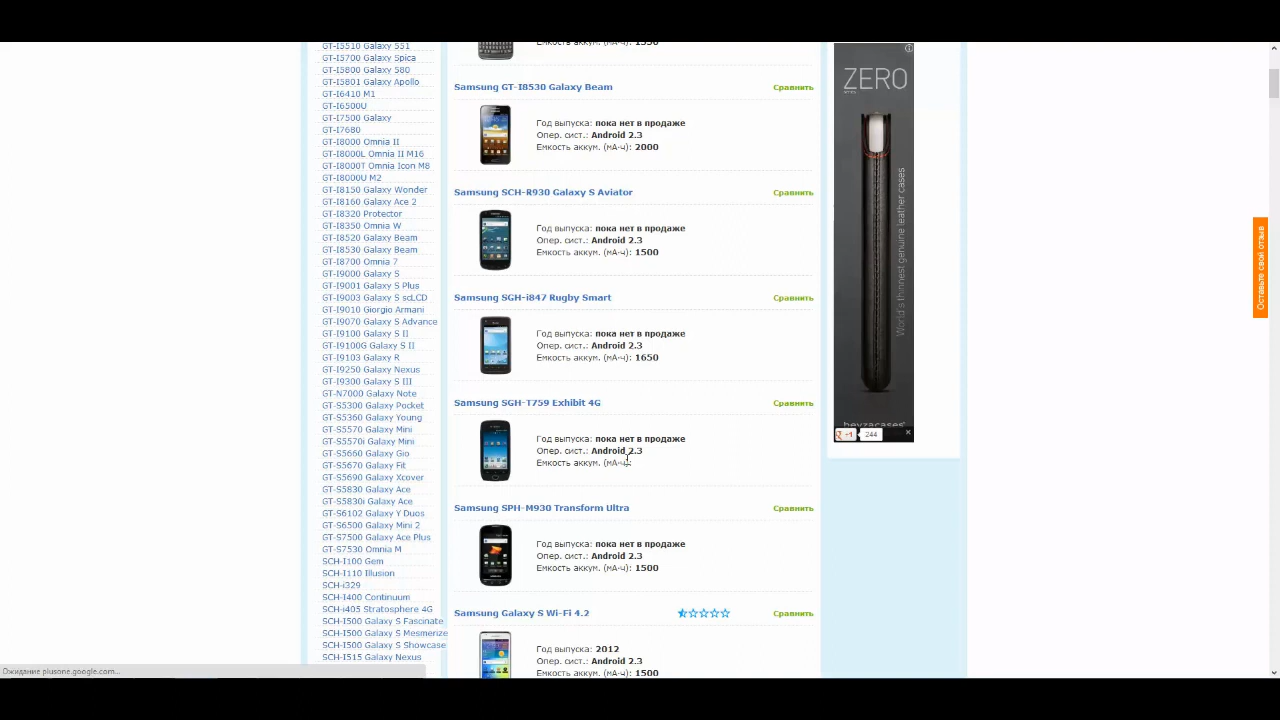 GT-I5510 Galaxy 551
GT-I5700 Galaxy Spica
GT-I5800 Galaxy 580
GT-I5801 Galaxy Apollo
GT-I6410 M1
GT-I6500U
GT-I7500 Galaxy
GT-I7680
GT-I8000 Omnia II
GT-I8000L Omnia II M16
GT-I8000T Omnia Icon M8
GT-I8000U M2
GT-I8150 Galaxy Wonder
GT-I8160 Galaxy Ace 2
GT-I8320 Protector
GT-I8350 Omnia W
GT-I8520 Galaxy Beam
GT-I8530 Galaxy Beam
GT-I8700 Omnia 7
GT-I9000 Galaxy S
GT-I9001 Galaxy S Plus
GT-I9003 Galaxy S scLCD
GT-I9010 Giorgio Armani
GT-I9070 Galaxy S Advance
GT-I9100 Galaxy S II
GT-I9100G Galaxy S II
GT-I9103 Galaxy R
GT-I9250 Galaxy Nexus
GT-I9300 Galaxy S III
GT-N7000 Galaxy Note
GT-S5300 Galaxy Pocket
GT-S5360 Galaxy Young
GT-S5570 Galaxy Mini
GT-S5570i Galaxy Mini
GT-S5660 Galaxy Gio
GT-S5670 Galaxy Fit
GT-S5690 Galaxy Xcover
GT-S5830 Galaxy Ace
GT-S5830i Galaxy Ace
GT-S6102 Galaxy Y Duos
GT-S6500 Galaxy Mini 2
GT-S7500 Galaxy Ace Plus
GT-S7530 Omnia M
SCH-I100 Gem
SCH-I110 Illusion
SCH-i329
SCH-I400 Continuum
SCH-i405 Stratosphere 4G
SCH-I500 Galaxy S Fascinate
SCH-I500 Galaxy S Mesmerize
SCH-I500 Galaxy S Showcase
SCH-I515 Galaxy Nexus
Samsung GT-I8530 Galaxy Beam Сравнить
Год выпуска: пока нет в продаже
Опер. сист.: Android 2.3
Емкость аккум. (мА·ч): 2000
Samsung SCH-R930 Galaxy S Aviator Сравнить
Год выпуска: пока нет в продаже
Опер. сист.: Android 2.3
Емкость аккум. (мА·ч): 1500
Samsung SGH-i847 Rugby Smart Сравнить
Год выпуска: пока нет в продаже
Опер. сист.: Android 2.3
Емкость аккум. (мА·ч): 1650
Samsung SGH-T759 Exhibit 4G Сравнить
Год выпуска: пока нет в продаже
Опер. сист.: Android 2.3
Емкость аккум. (мА·ч):
Samsung SPH-M930 Transform Ultra Сравнить
Год выпуска: пока нет в продаже
Опер. сист.: Android 2.3
Емкость аккум. (мА·ч): 1500
Samsung Galaxy S Wi-Fi 4.2 Сравнить
Год выпуска: 2012
Опер. сист.: Android 2.3
Емкость аккум. (мА·ч): 1500
ZERO
World's thinnest genuine leather cases
+1 244
Оставьте свой отзыв
Ожидание plusone.google.com...